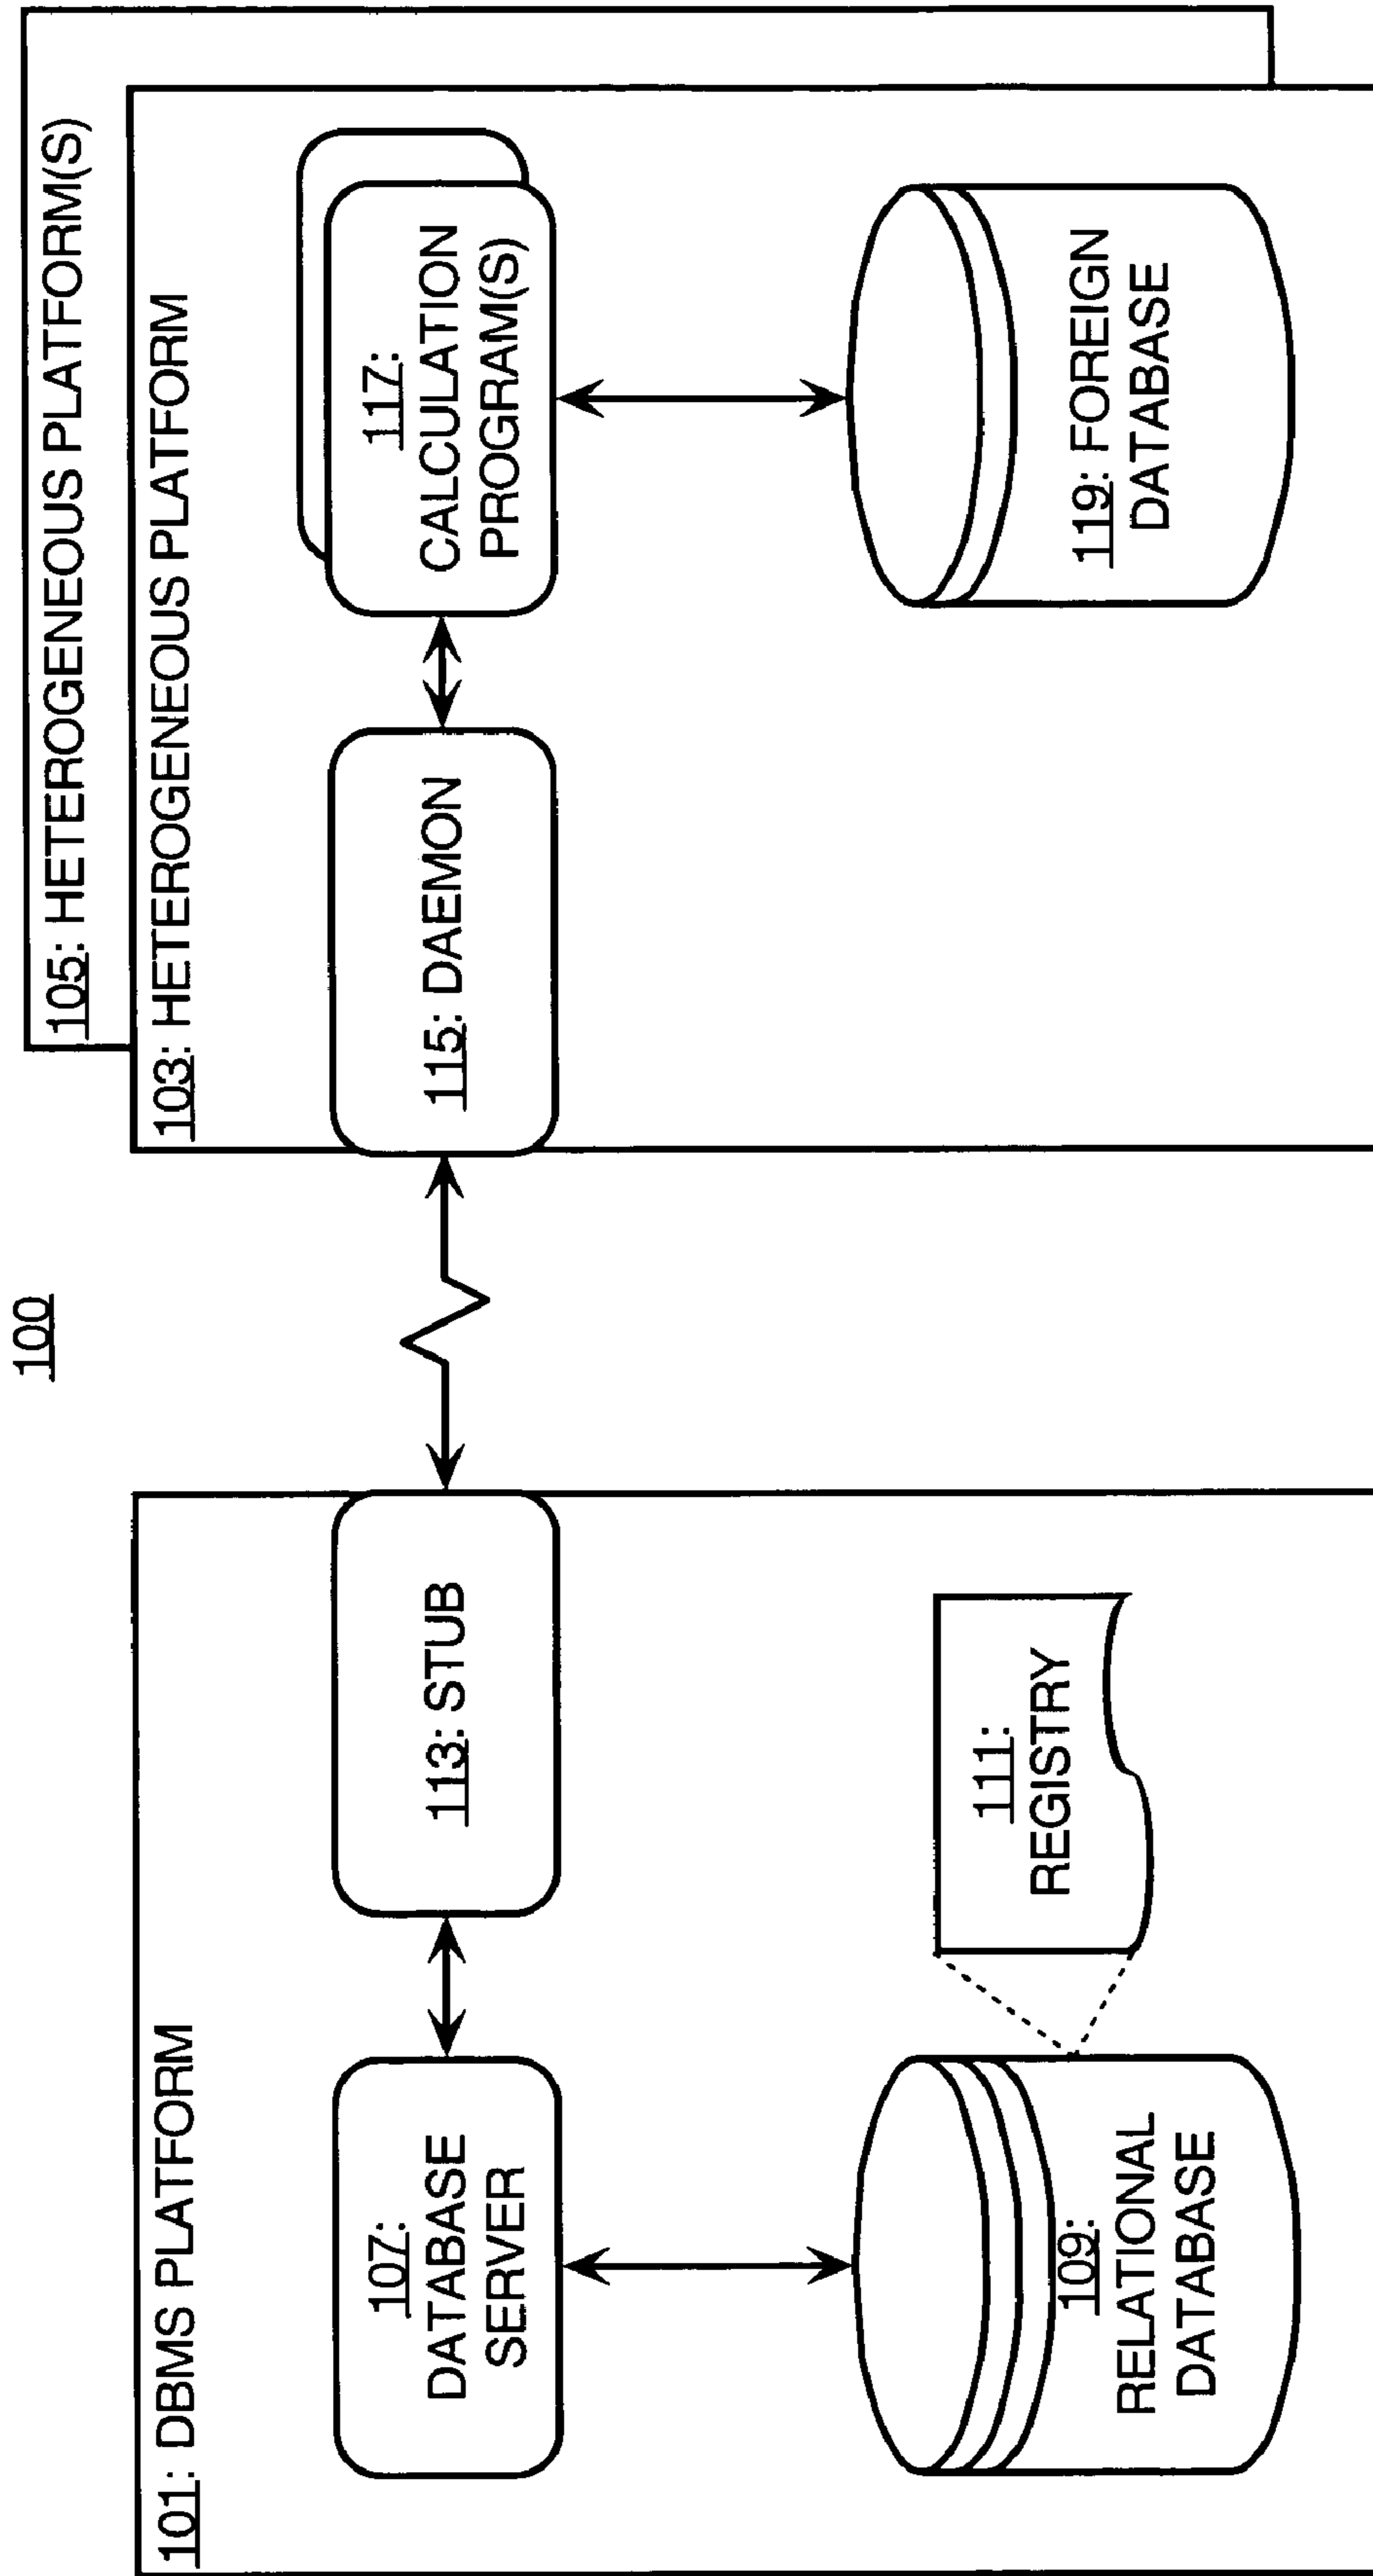 100
101: DBMS PLATFORM
107:
DATABASE
SERVER
113: STUB
109:
RELATIONAL
DATABASE
111:
REGISTRY
105: HETEROGENEOUS PLATFORM(S)
103: HETEROGENEOUS PLATFORM
115: DAEMON
117:
CALCULATION
PROGRAM(S)
119: FOREIGN
DATABASE